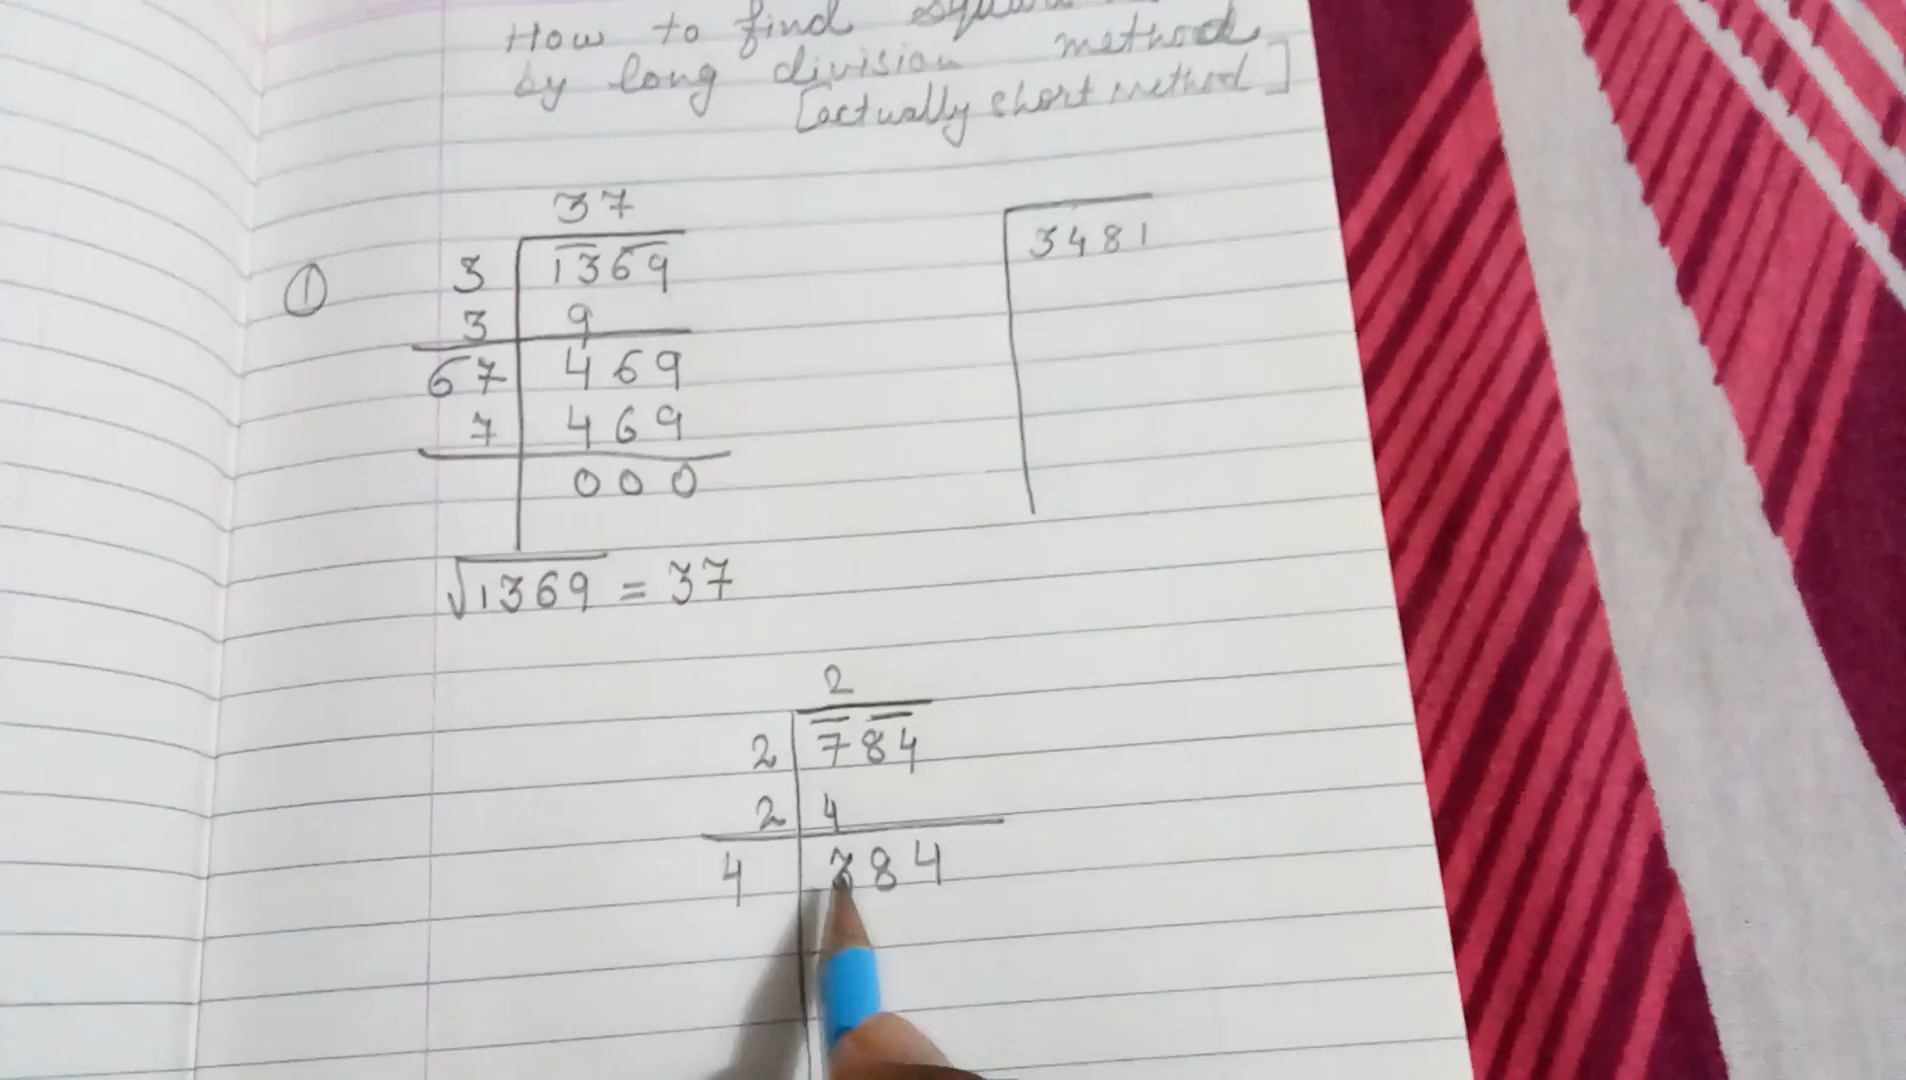 How to find
by long division method
[actually short method]
37
① 3 1369
3 9
67 469
7 469
000
√1369 = 37
3481
2
2 784
2 4
4 384